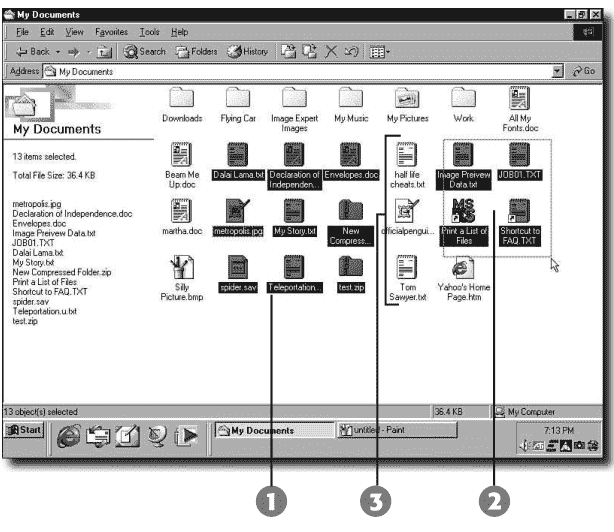 My Documents
File Edit View Favorites Tools Help
Back Search Folders History
Address My Documents Go
My Documents
13 items selected.
Total File Size: 36.4 KB
metropolis.jpg
Declaration of Independence.doc
Envelopes.doc
Image Preivew Data.txt
JOB01.TXT
Dalai Lama.txt
My Story.txt
New Compressed Folder.zip
Print a List of Files
Shortcut to FAQ.TXT
spider.sav
Teleportation.u.txt
test.zip
Downloads Flying Car Image Expert My Music My Pictures Work All My
Images Fonts.doc
Beam Me Dalai Lama.txt Declaration of Envelopes.doc half life Image Preivew JOB01.TXT
Up.doc Independen... cheats.txt Data.txt
martha.doc metropolis.jpg My Story.txt New officialpengui... Print a List of Shortcut to
Compress... Files FAQ.TXT
Silly spider.sav Teleportation... test.zip Tom Yahoo's Home
Picture.bmp Sawyer.txt Page.htm
13 object(s) selected 36.4 KB My Computer
Start My Documents untitled - Paint 7:13 PM
1 3 2